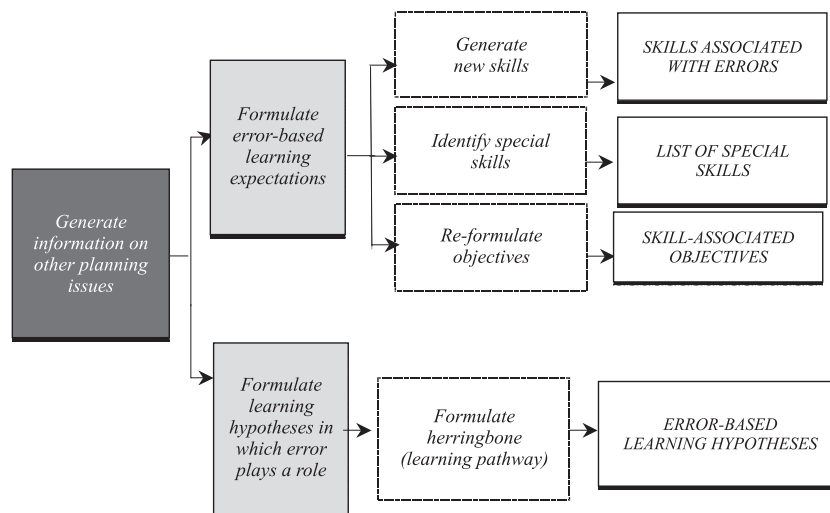 Generate
information on
other planning
issues
Formulate
error-based
learning
expectations
Generate
new skills
SKILLS ASSOCIATED
WITH ERRORS
Identify special
skills
LIST OF SPECIAL
SKILLS
Re-formulate
objectives
SKILL-ASSOCIATED
OBJECTIVES
Formulate
learning
hypotheses in
which error
plays a role
Formulate
herringbone
(learning pathway)
ERROR-BASED
LEARNING HYPOTHESES